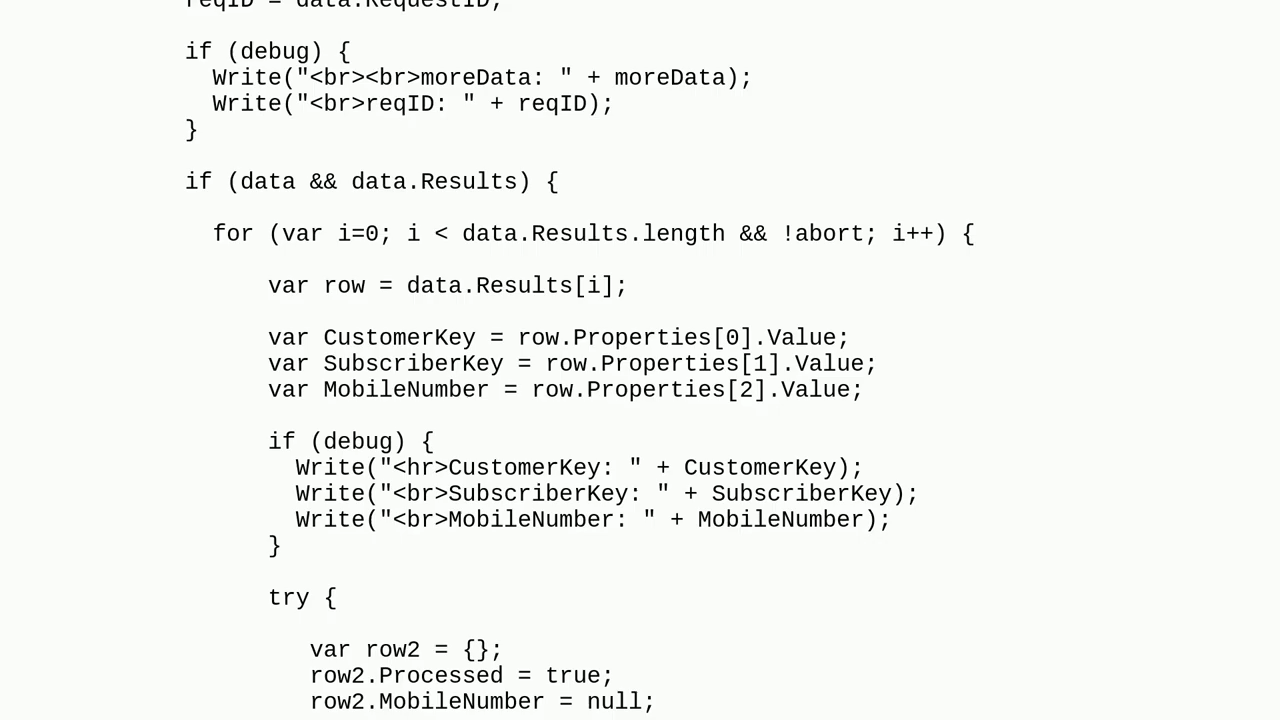 reqID = data.RequestID;
if (debug) {
Write("<br><br>moreData: " + moreData);
Write("<br>reqID: " + reqID);
}
if (data && data.Results) {
for (var i=0; i < data.Results.length && !abort; i++) {
var row = data.Results[i];
var CustomerKey = row.Properties[0].Value;
var SubscriberKey = row.Properties[1].Value;
var MobileNumber = row.Properties[2].Value;
if (debug) {
Write("<hr>CustomerKey: " + CustomerKey);
Write("<br>SubscriberKey: " + SubscriberKey);
Write("<br>MobileNumber: " + MobileNumber);
}
try {
var row2 = {};
row2.Processed = true;
row2.MobileNumber = null;